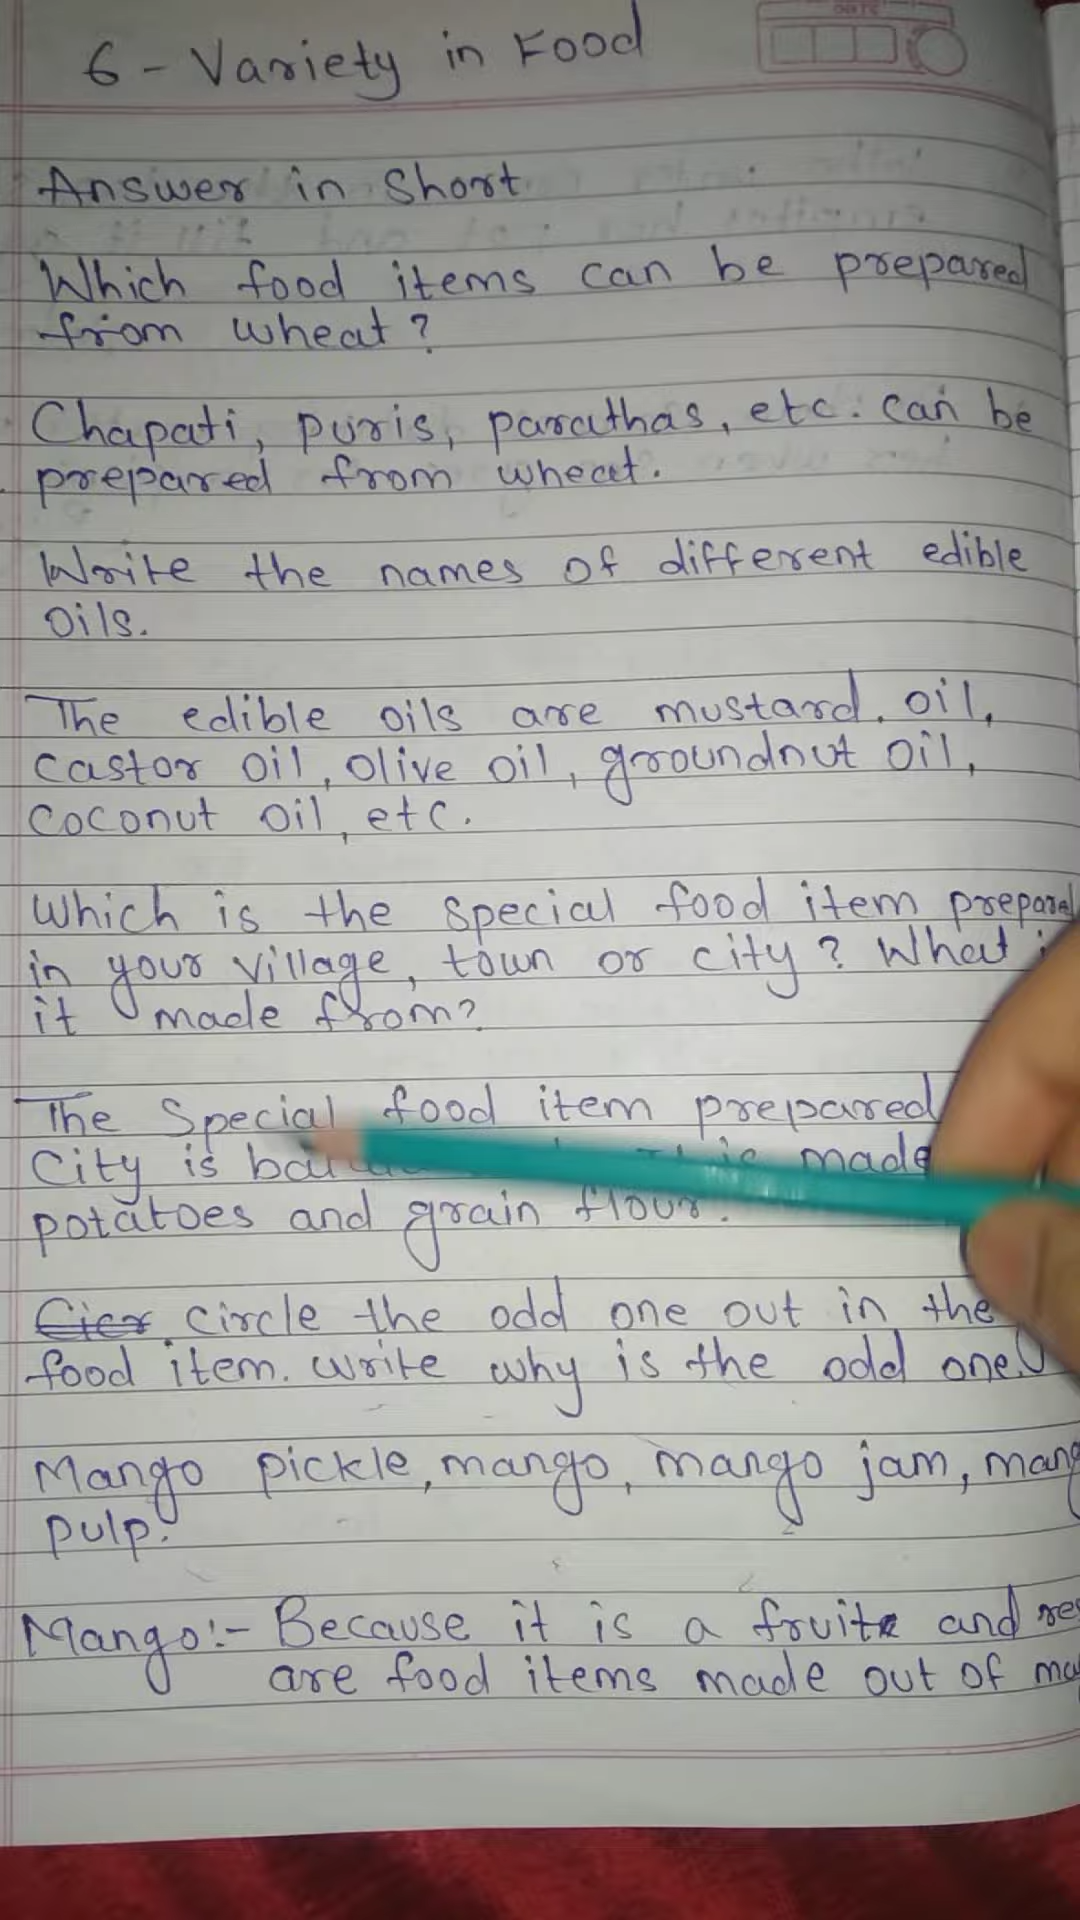 6 - Variety in Food
Answer in Short
Which food items can be prepared
from wheat?
Chapati, puris, parathas, etc. can be
prepared from wheat.
Write the names of different edible
oils.
The edible oils are mustard. oil,
castor oil, olive oil, groundnut oil,
coconut oil, etc.
Which is the special food item prepared
in your village, town or city? What
it made from?
The Special food item prepared
City is made
potatoes and grain flour.
Cier circle the odd one out in the
food item. write why is the odd one.
Mango pickle, mango, mango jam, mang
pulp.
Mango:- Because it is a fruit and
are food items made out of